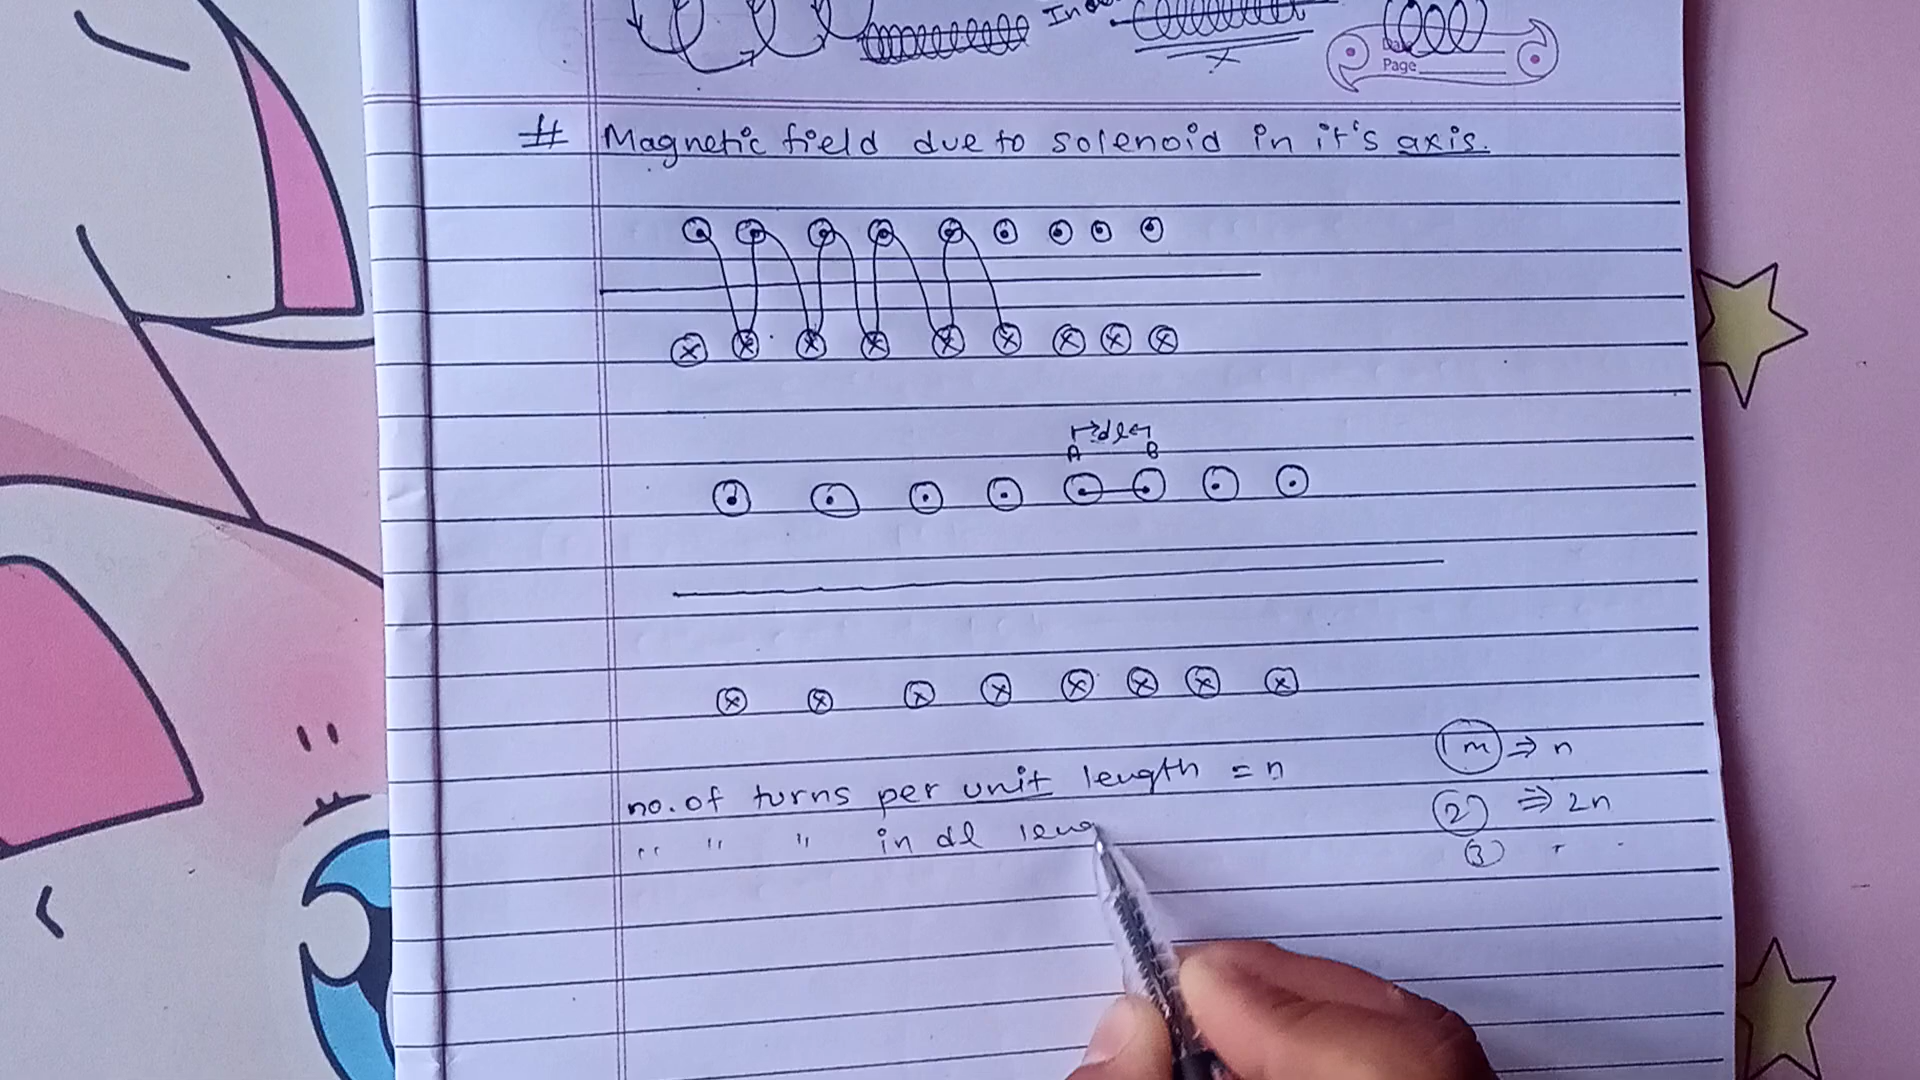 Page
# Magnetic field due to solenoid in it's axis.
dl
A B
no. of turns per unit length = n
" " " in dl leng
1m ⇒ n
2 ⇒ 2n
3